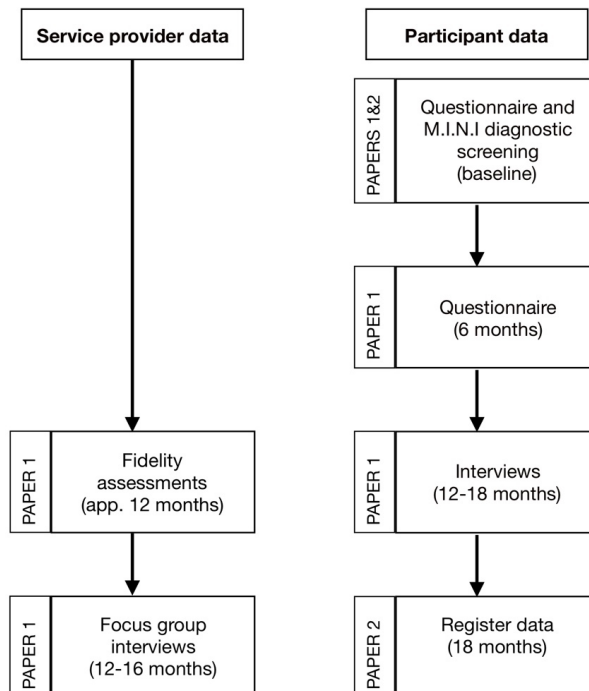 Service provider data
Participant data
PAPERS 1&2
Questionnaire and
M.I.N.I diagnostic
screening
(baseline)
PAPER 1
Questionnaire
(6 months)
PAPER 1
Fidelity
assessments
(app. 12 months)
PAPER 1
Interviews
(12-18 months)
PAPER 1
Focus group
interviews
(12-16 months)
PAPER 2
Register data
(18 months)